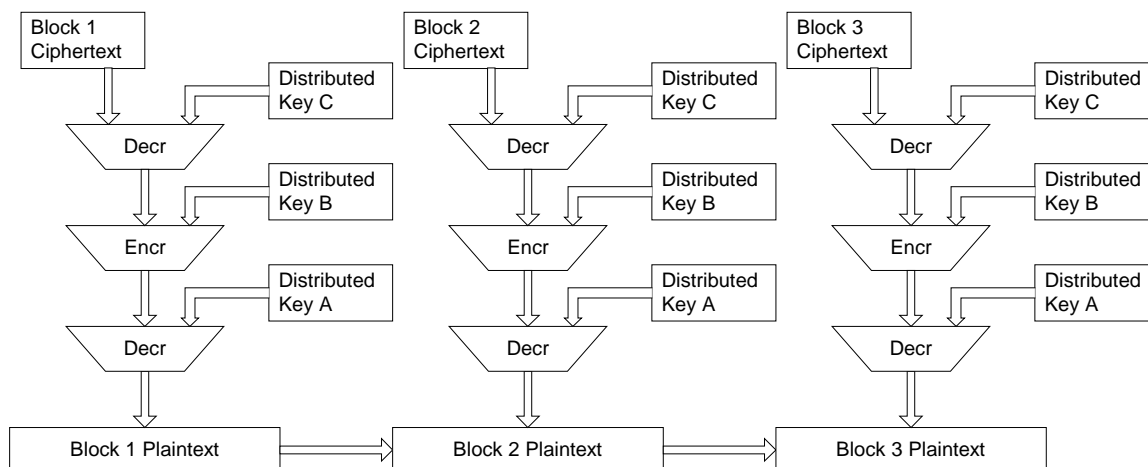 Block 1
Ciphertext
Block 2
Ciphertext
Block 3
Ciphertext
Distributed
Key C
Distributed
Key C
Distributed
Key C
Decr
Decr
Decr
Distributed
Key B
Distributed
Key B
Distributed
Key B
Encr
Encr
Encr
Distributed
Key A
Distributed
Key A
Distributed
Key A
Decr
Decr
Decr
Block 1 Plaintext
Block 2 Plaintext
Block 3 Plaintext